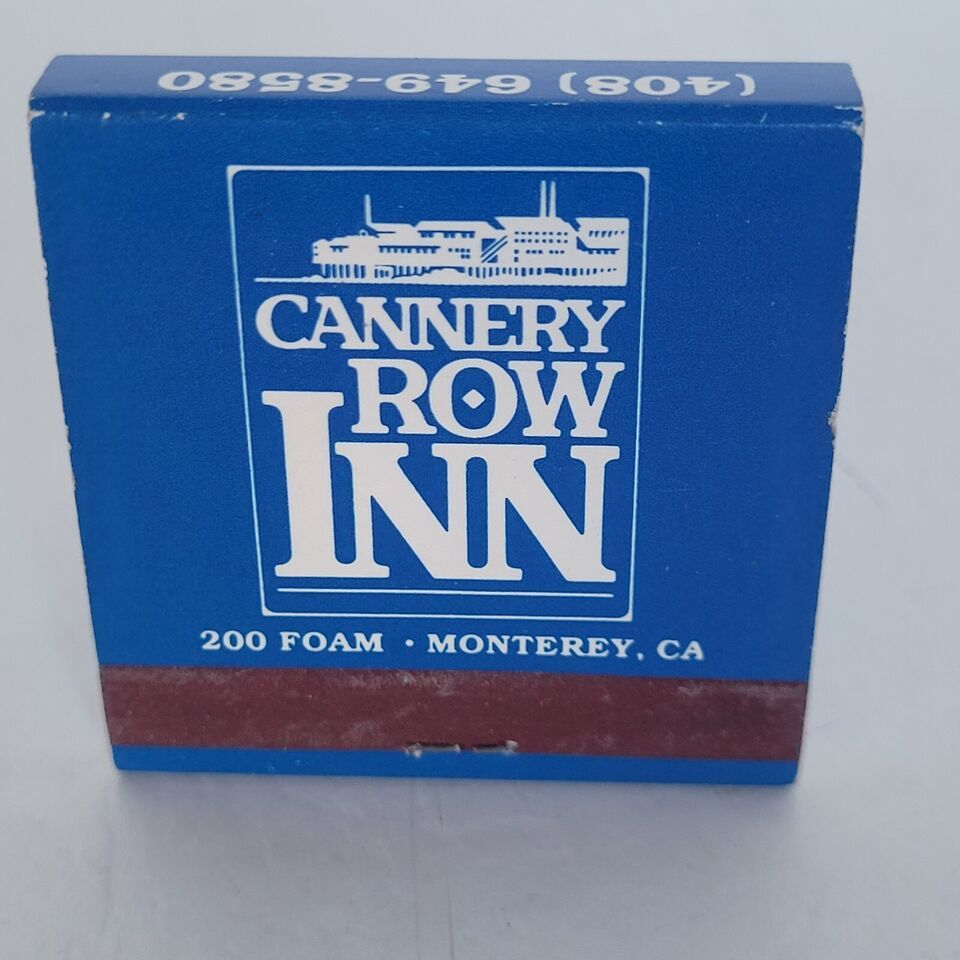 (408) 649-8580
CANNERY
ROW
INN
200 FOAM · MONTEREY, CA